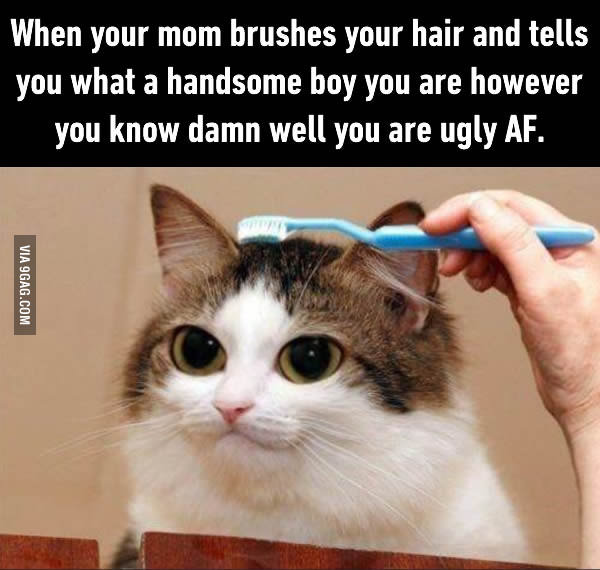 When your mom brushes your hair and tells
you what a handsome boy you are however
you know damn well you are ugly AF.
VIA 9GAG.COM